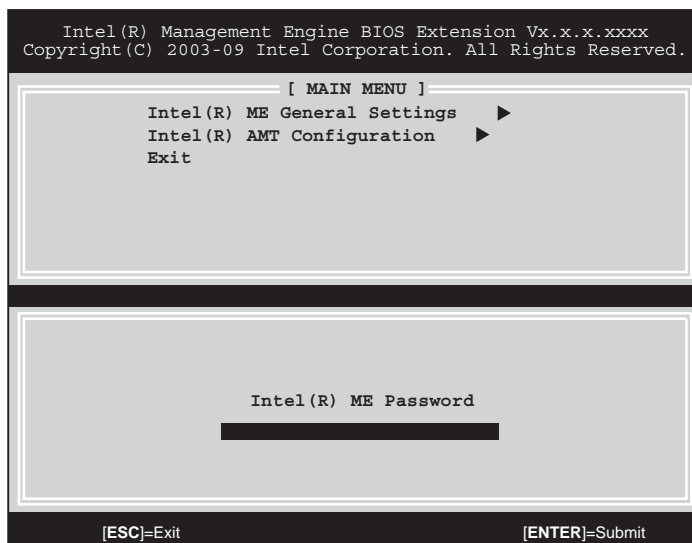 Intel(R) Management Engine BIOS Extension Vx.x.x.xxxx
Copyright(C) 2003-09 Intel Corporation. All Rights Reserved.
[ MAIN MENU ]
Intel(R) ME General Settings ▶
Intel(R) AMT Configuration ▶
Exit
Intel(R) ME Password
[ESC]=Exit [ENTER]=Submit